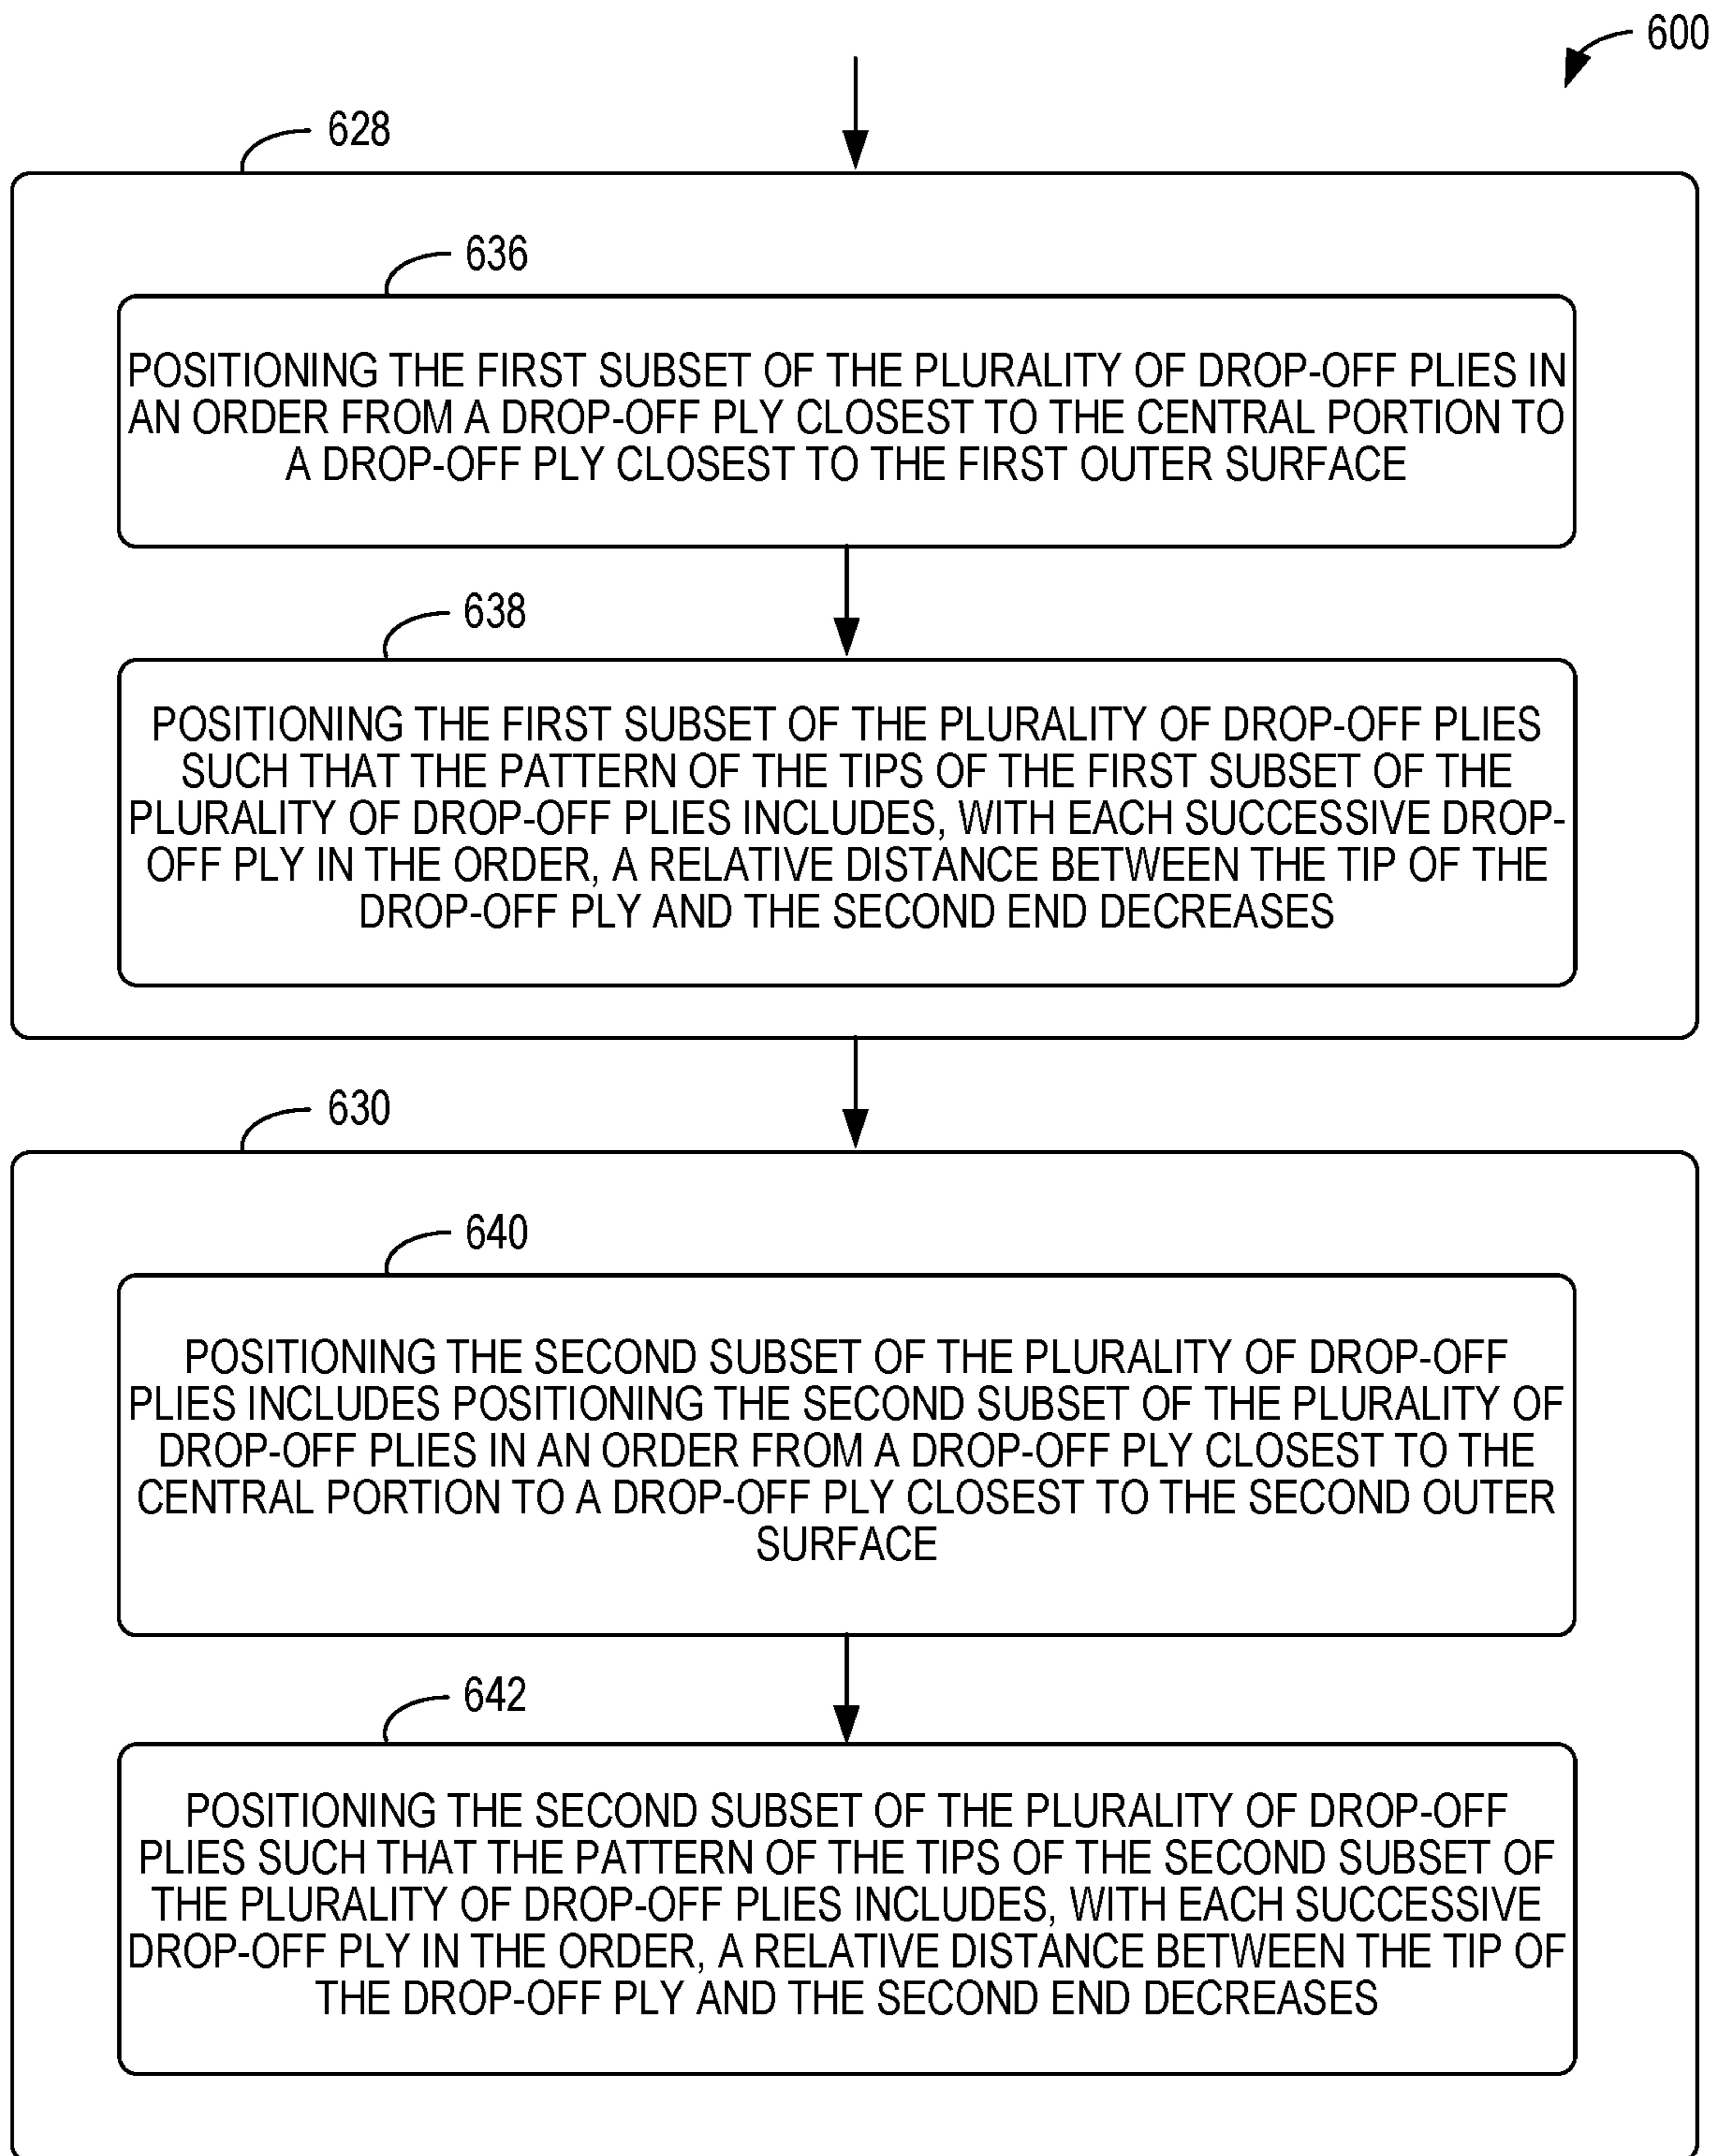 600
628
636
POSITIONING THE FIRST SUBSET OF THE PLURALITY OF DROP-OFF PLIES IN
AN ORDER FROM A DROP-OFF PLY CLOSEST TO THE CENTRAL PORTION TO
A DROP-OFF PLY CLOSEST TO THE FIRST OUTER SURFACE
638
POSITIONING THE FIRST SUBSET OF THE PLURALITY OF DROP-OFF PLIES
SUCH THAT THE PATTERN OF THE TIPS OF THE FIRST SUBSET OF THE
PLURALITY OF DROP-OFF PLIES INCLUDES, WITH EACH SUCCESSIVE DROP-
OFF PLY IN THE ORDER, A RELATIVE DISTANCE BETWEEN THE TIP OF THE
DROP-OFF PLY AND THE SECOND END DECREASES
630
640
POSITIONING THE SECOND SUBSET OF THE PLURALITY OF DROP-OFF
PLIES INCLUDES POSITIONING THE SECOND SUBSET OF THE PLURALITY OF
DROP-OFF PLIES IN AN ORDER FROM A DROP-OFF PLY CLOSEST TO THE
CENTRAL PORTION TO A DROP-OFF PLY CLOSEST TO THE SECOND OUTER
SURFACE
642
POSITIONING THE SECOND SUBSET OF THE PLURALITY OF DROP-OFF
PLIES SUCH THAT THE PATTERN OF THE TIPS OF THE SECOND SUBSET OF
THE PLURALITY OF DROP-OFF PLIES INCLUDES, WITH EACH SUCCESSIVE
DROP-OFF PLY IN THE ORDER, A RELATIVE DISTANCE BETWEEN THE TIP OF
THE DROP-OFF PLY AND THE SECOND END DECREASES